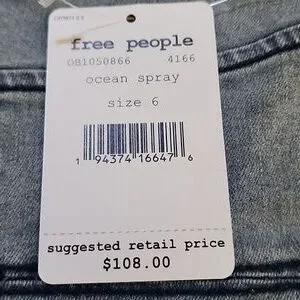 free people
OB1050866 4166
ocean spray
size 6
1 94374 16647 6
suggested retail price
$108.00